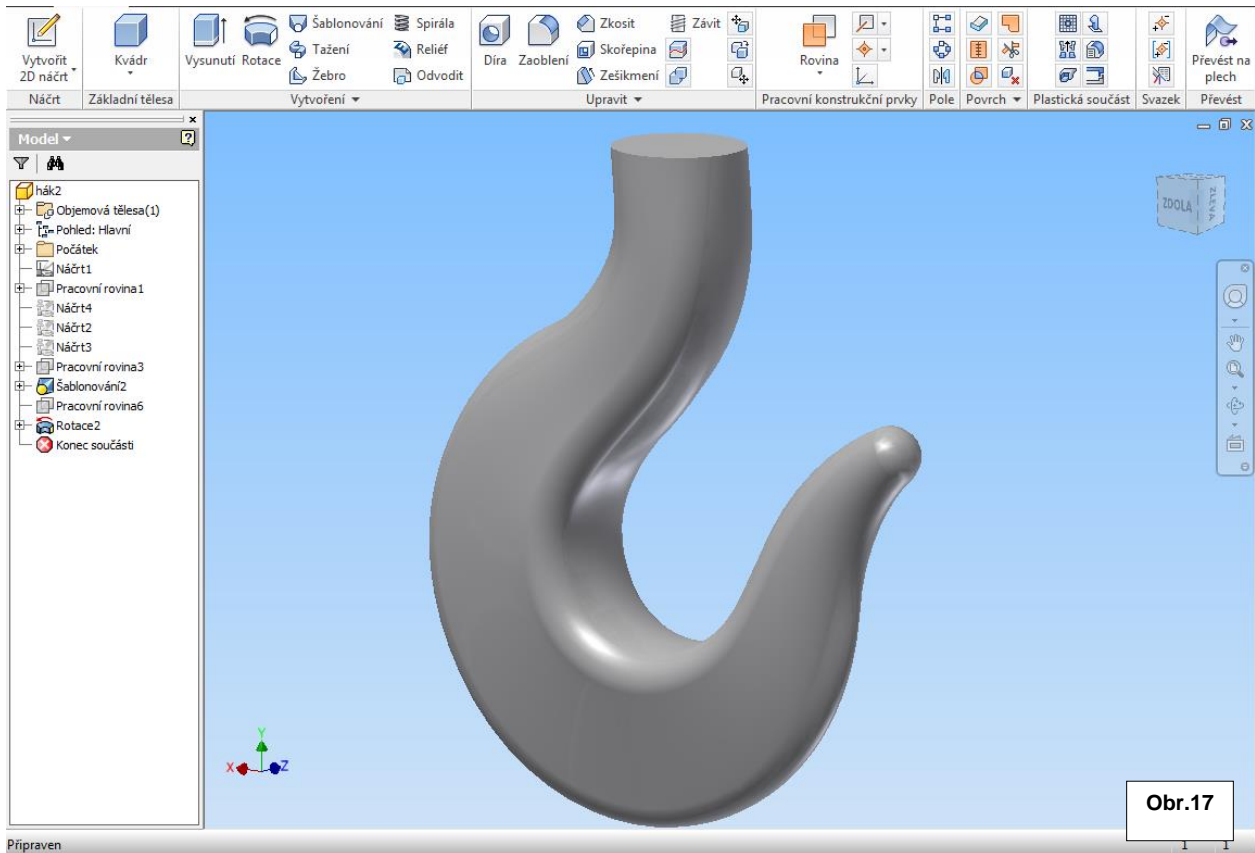 Vytvořit 2D náčrt
Kvádr
Vysunutí
Rotace
Šablonování
Tažení
Žebro
Spirála
Reliéf
Odvodit
Díra
Zaoblení
Zkosit
Skořepina
Zešikmení
Závit
Rovina
Převést na plech
Náčrt
Základní tělesa
Vytvoření
Upravit
Pracovní konstrukční prvky
Pole
Povrch
Plastická součást
Svazek
Převést
Model
hák2
Objemová tělesa(1)
Pohled: Hlavní
Počátek
Náčrt1
Pracovní rovina1
Náčrt4
Náčrt2
Náčrt3
Pracovní rovina3
Šablonování2
Pracovní rovina6
Rotace2
Konec součásti
ZDOLA
ZLEVA
Y
X
Z
Obr.17
Připraven
1 1